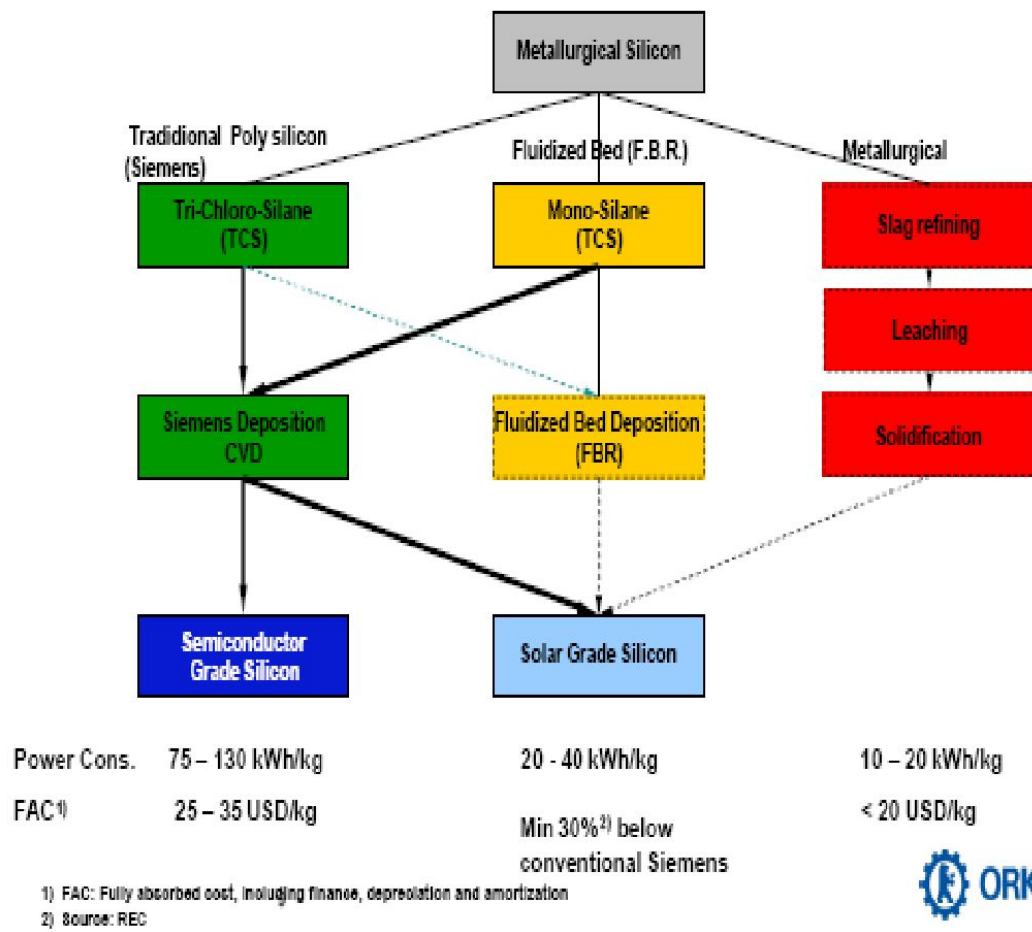 Metallurgical Silicon
Tradidional Poly silicon
(Siemens)
Fluidized Bed (F.B.R.)
Metallurgical
Tri-Chloro-Silane
(TCS)
Mono-Silane
(TCS)
Slag refining
Leaching
Siemens Deposition
CVD
Fluidized Bed Deposition
(FBR)
Solidification
Semiconductor
Grade Silicon
Solar Grade Silicon
Power Cons. 75 – 130 kWh/kg 20 - 40 kWh/kg 10 – 20 kWh/kg
FAC1) 25 – 35 USD/kg < 20 USD/kg
Min 30%2) below
conventional Siemens
1) FAC: Fully absorbed cost, including finance, depreciation and amortization
2) Source: REC
ORK